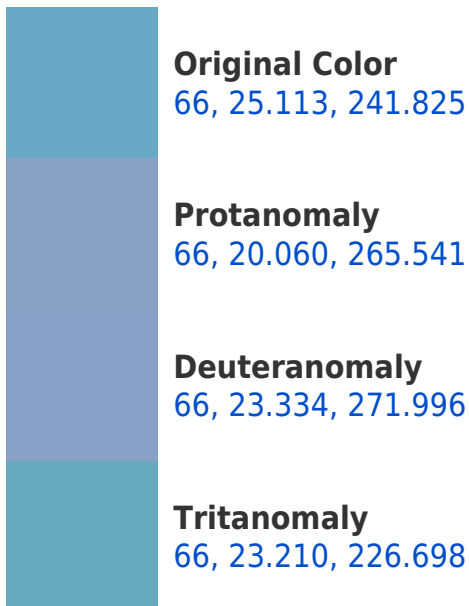 Original Color
66, 25.113, 241.825
Protanomaly
66, 20.060, 265.541
Deuteranomaly
66, 23.334, 271.996
Tritanomaly
66, 23.210, 226.698